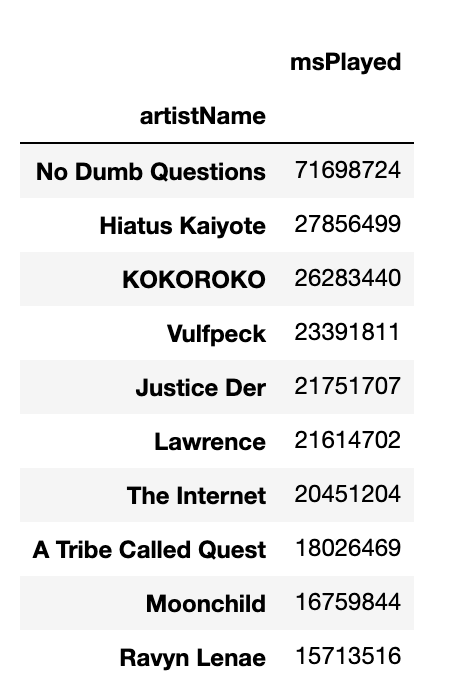 msPlayed
artistName
No Dumb Questions 71698724
Hiatus Kaiyote 27856499
KOKOROKO 26283440
Vulfpeck 23391811
Justice Der 21751707
Lawrence 21614702
The Internet 20451204
A Tribe Called Quest 18026469
Moonchild 16759844
Ravyn Lenae 15713516